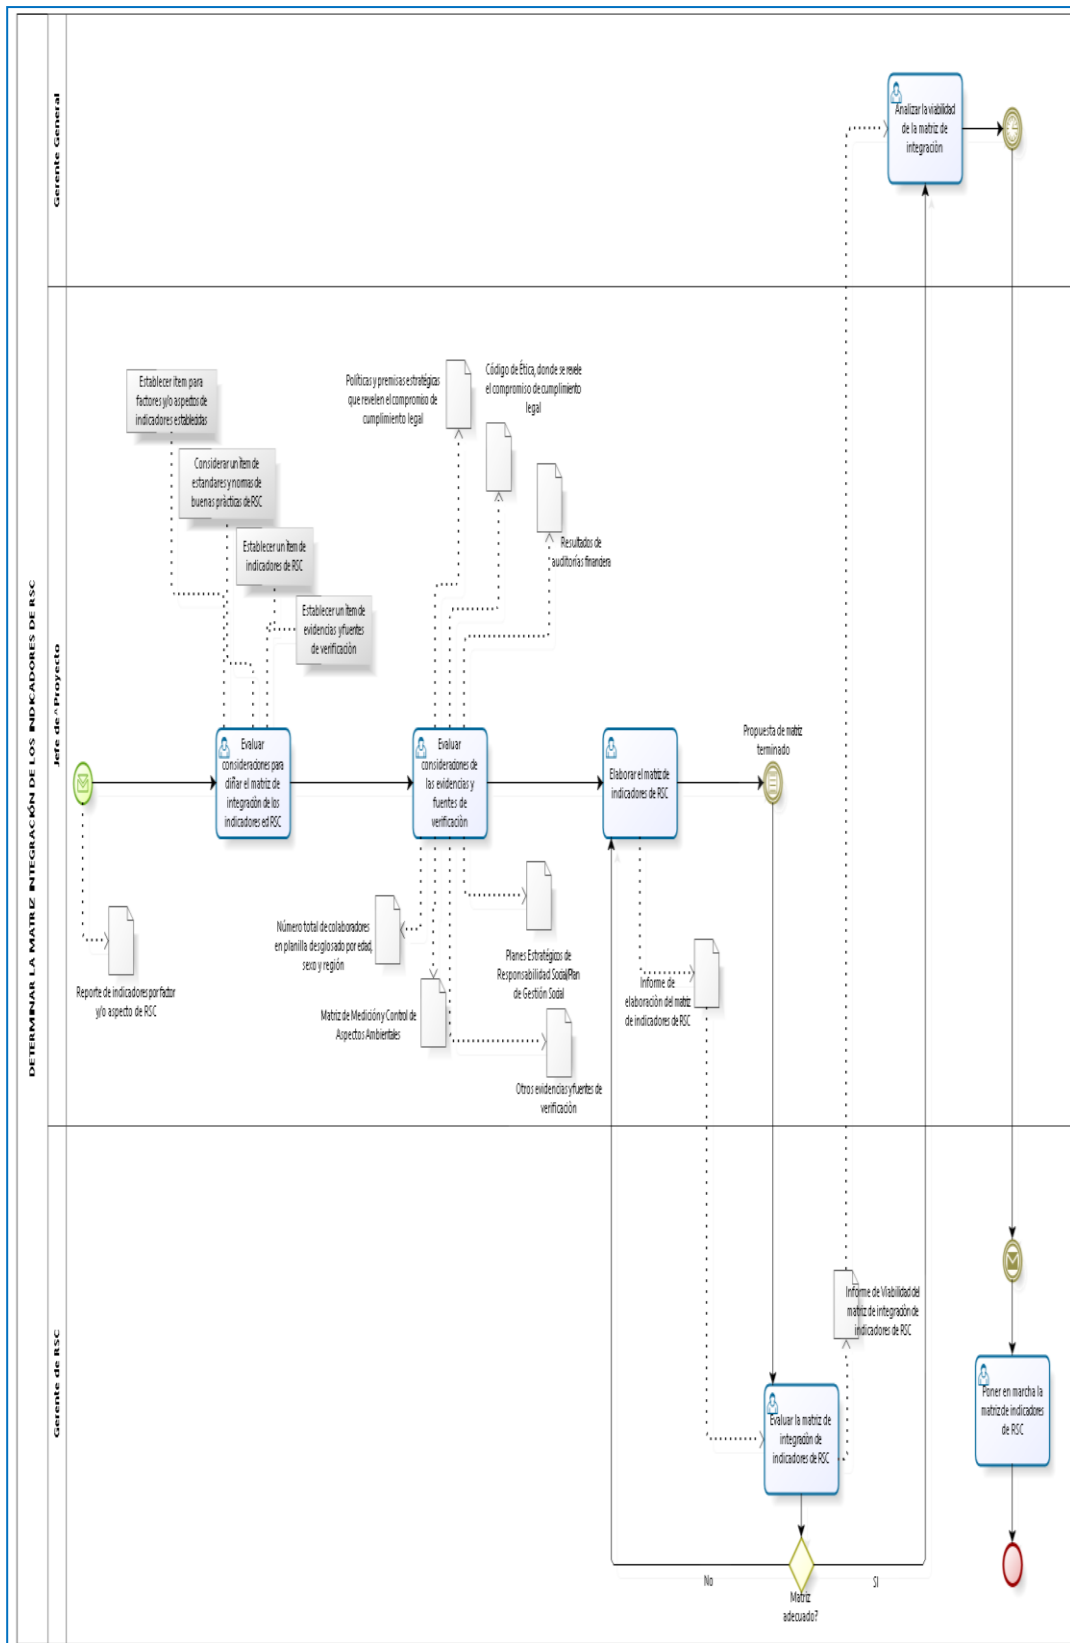 DETERMINAR LA MATRIZ INTEGRACIÓN DE LOS INDICADORES DE RSC
Gerente General
Analizar la viabilidad
de la matriz de
integración
Jefe de^Proyecto
Establecer ítem para
factores y/o aspectos de
indicadores establecidas
Considerar un ítem de
estandares y normas de
buenas prácticas de RSC
Establecer un ítem de
indicadores de RSC
Establecer un ítem de
evidencias y fuentes
de verificación
Políticas y premisas estratégicas
que revelen el compromiso de
cumplimiento legal
Código de Ética, donde se revele
el compromiso de cumplimiento
legal
Resultados de
auditorías financiera
Evaluar
consideraciones para
diñar el matriz de
integración de los
indicadores ed RSC
Evaluar
consideraciones de
las evidencias y
fuentes de
verificación
Elaborar el matriz de
indicadores de RSC
Propuesta de matriz
terminado
Reporte de indicadores por factor
y/o aspecto de RSC
Número total de colaboradores
en planilla desglosado por edad,
sexo y región
Matriz de Medición y Control de
Aspectos Ambientales
Planes Estratégicos de
Responsabilidad Social/Plan
de Gestión Social
Otros evidencias y fuentes de
verificación
Informe de
elaboración del matriz
de indicadores de RSC
Gerente de RSC
Informe de Viabilidad del
matriz de integración de
indicadores de RSC
Evaluar la matriz de
integración de
indicadores de RSC
Poner en marcha la
matriz de indicadores
de RSC
No
SI
Matriz
adecuado?